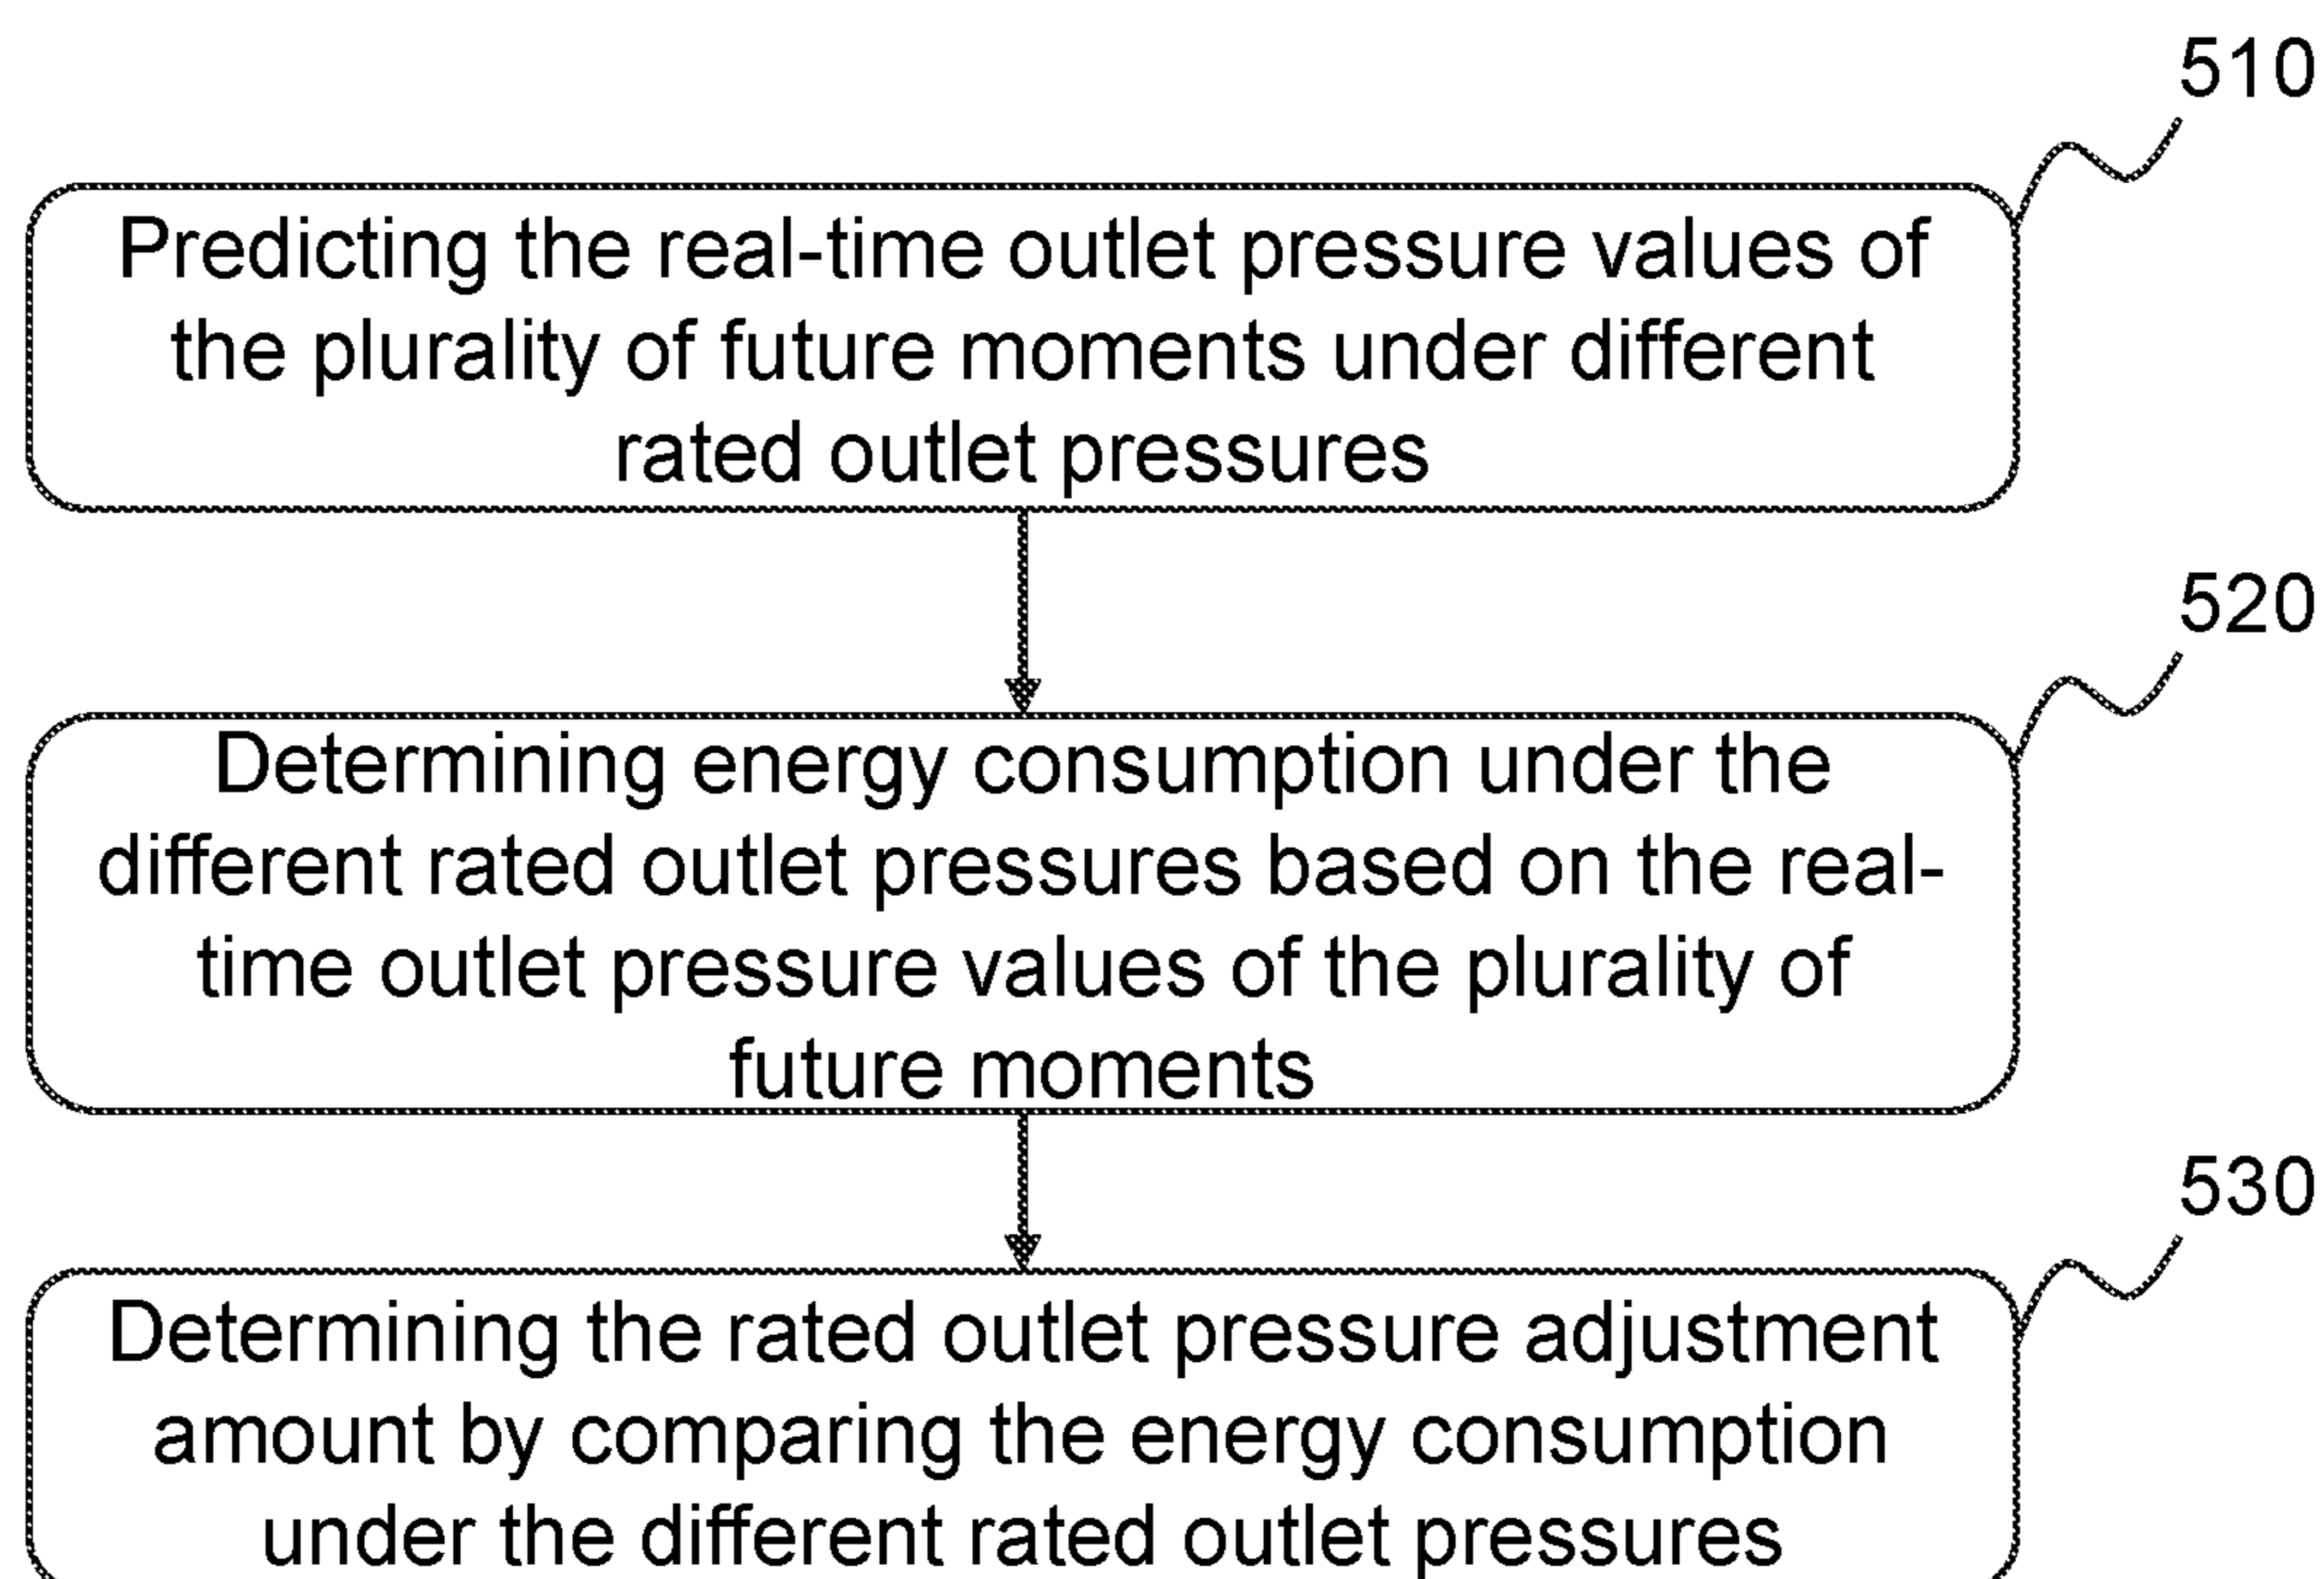 510
Predicting the real-time outlet pressure values of
the plurality of future moments under different
rated outlet pressures
520
Determining energy consumption under the
different rated outlet pressures based on the real-
time outlet pressure values of the plurality of
future moments
530
Determining the rated outlet pressure adjustment
amount by comparing the energy consumption
under the different rated outlet pressures